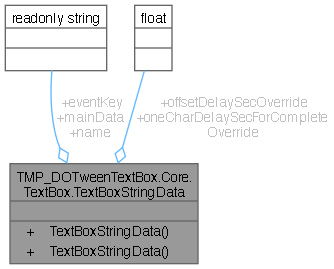 readonly string
float
+eventKey
+mainData
+name
+offsetDelaySecOverride
+oneCharDelaySecForComplete
Override
TMP_DOTweenTextBox.Core.
TextBox.TextBoxStringData
+ TextBoxStringData()
+ TextBoxStringData()